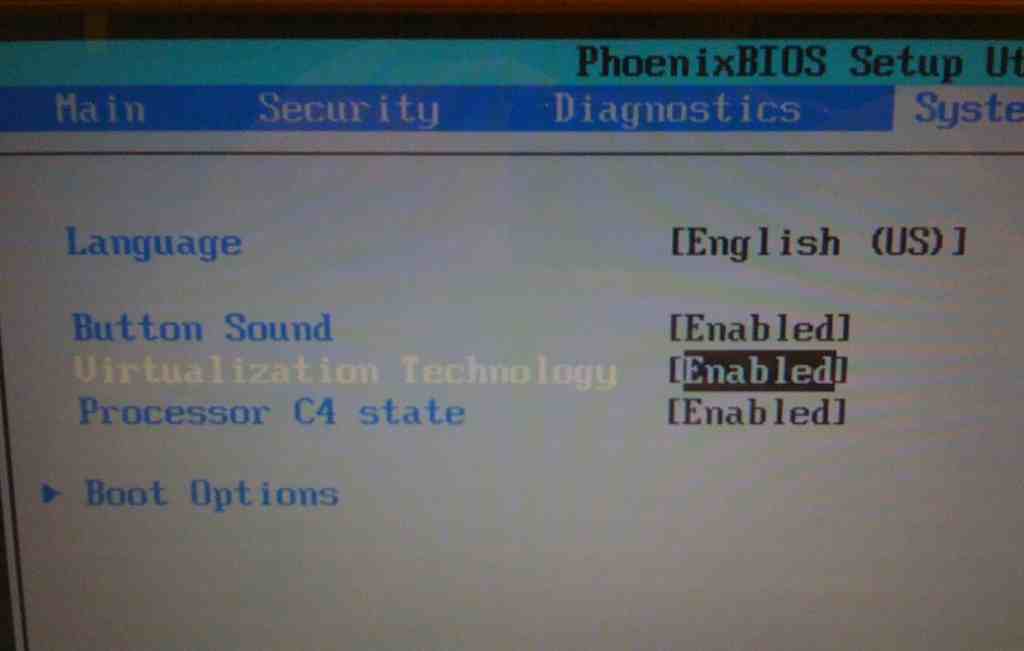 PhoenixBIOS Setup Ut
Main Security Diagnostics Syste
Language [English (US)]
Button Sound [Enabled]
Virtualization Technology [Enabled]
Processor C4 state [Enabled]
Boot Options